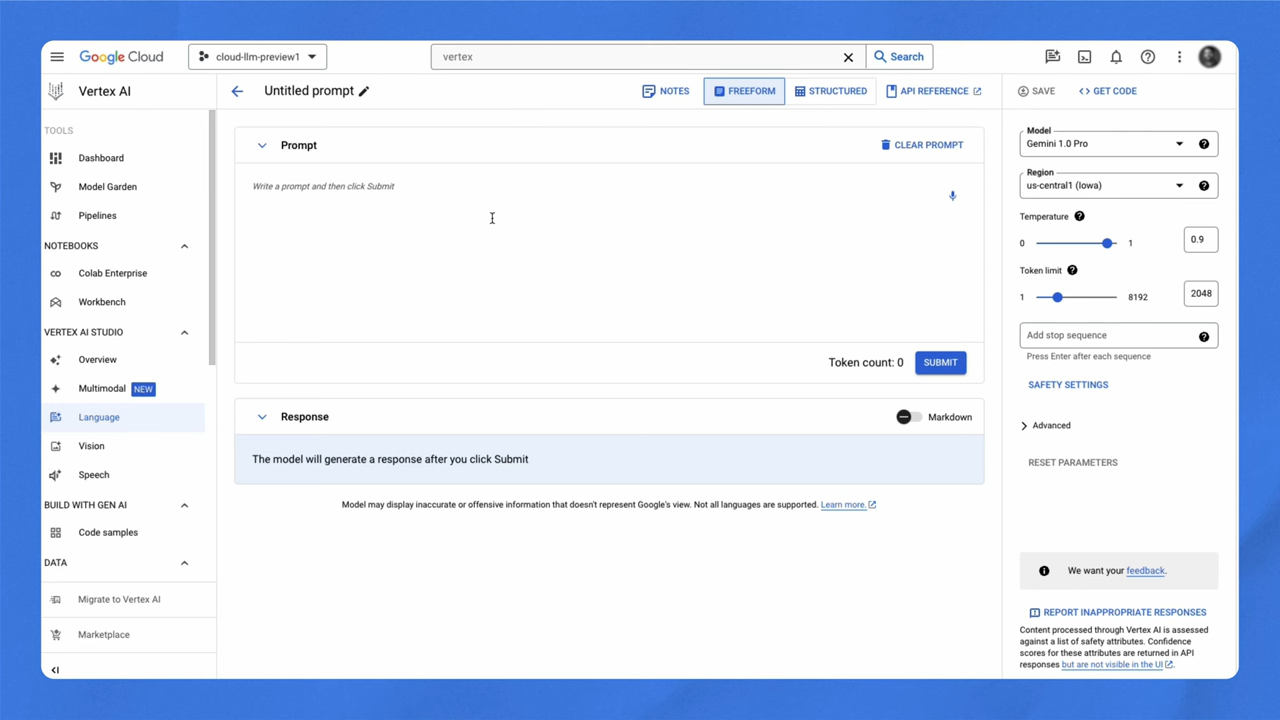 Google Cloud
cloud-llm-preview1
vertex
Search
Vertex AI
Untitled prompt
NOTES
FREEFORM
STRUCTURED
API REFERENCE
SAVE
<> GET CODE
TOOLS
Dashboard
Model Garden
Pipelines
NOTEBOOKS
Colab Enterprise
Workbench
VERTEX AI STUDIO
Overview
Multimodal NEW
Language
Vision
Speech
BUILD WITH GEN AI
Code samples
DATA
Migrate to Vertex AI
Marketplace
Prompt
CLEAR PROMPT
Write a prompt and then click Submit
Token count: 0
SUBMIT
Response
Markdown
The model will generate a response after you click Submit
Model may display inaccurate or offensive information that doesn't represent Google's view. Not all languages are supported. Learn more.
Model
Gemini 1.0 Pro
Region
us-central1 (Iowa)
Temperature
0
1
0.9
Token limit
1
8192
2048
Add stop sequence
Press Enter after each sequence
SAFETY SETTINGS
Advanced
RESET PARAMETERS
We want your feedback.
REPORT INAPPROPRIATE RESPONSES
Content processed through Vertex AI is assessed
against a list of safety attributes. Confidence
scores for these attributes are returned in API
responses but are not visible in the UI.